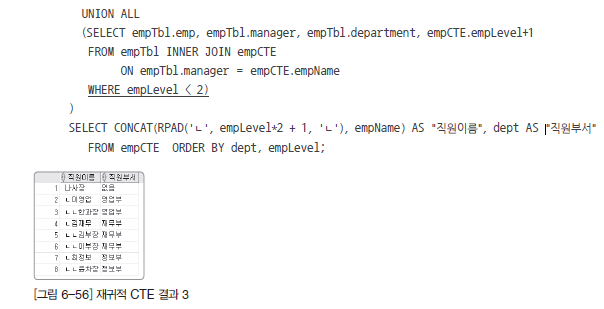 UNION ALL
(SELECT empTbl.emp, empTbl.manager, empTbl.department, empCTE.empLevel+1
FROM empTbl INNER JOIN empCTE
ON empTbl.manager = empCTE.empName
WHERE empLevel < 2)
)
SELECT CONCAT(RPAD('ㄴ', empLevel*2 + 1, 'ㄴ'), empName) AS "직원이름", dept AS "직원부서"
FROM empCTE ORDER BY dept, empLevel;
직원이름 직원부서
1 나사장 없음
2 ㄴ이영업 영업부
3 ㄴㄴ한과장 영업부
4 ㄴ김재무 재무부
5 ㄴㄴ김부장 재무부
6 ㄴㄴ이부장 재무부
7 ㄴ최정보 정보부
8 ㄴㄴ윤차장 정보부
[그림 6-56] 재귀적 CTE 결과 3